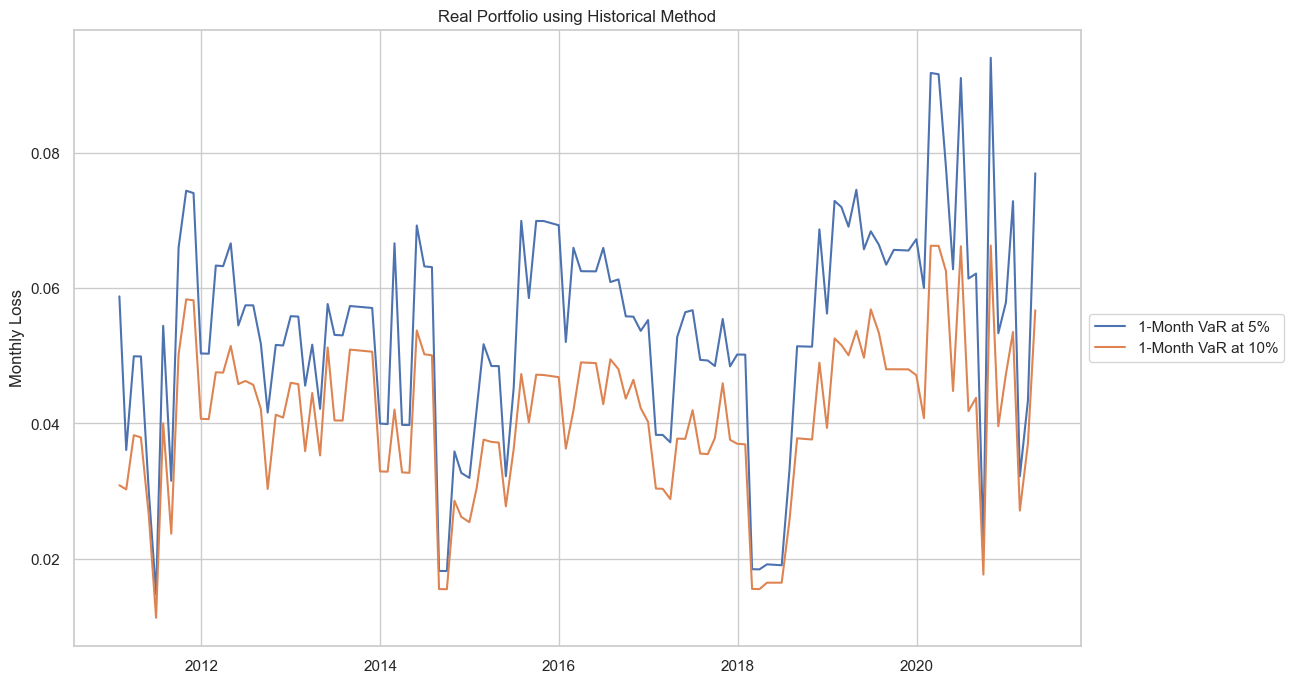 Real Portfolio using Historical Method
Monthly Loss
0.08
0.06
0.04
0.02
2012 2014 2016 2018 2020
1-Month VaR at 5%
1-Month VaR at 10%